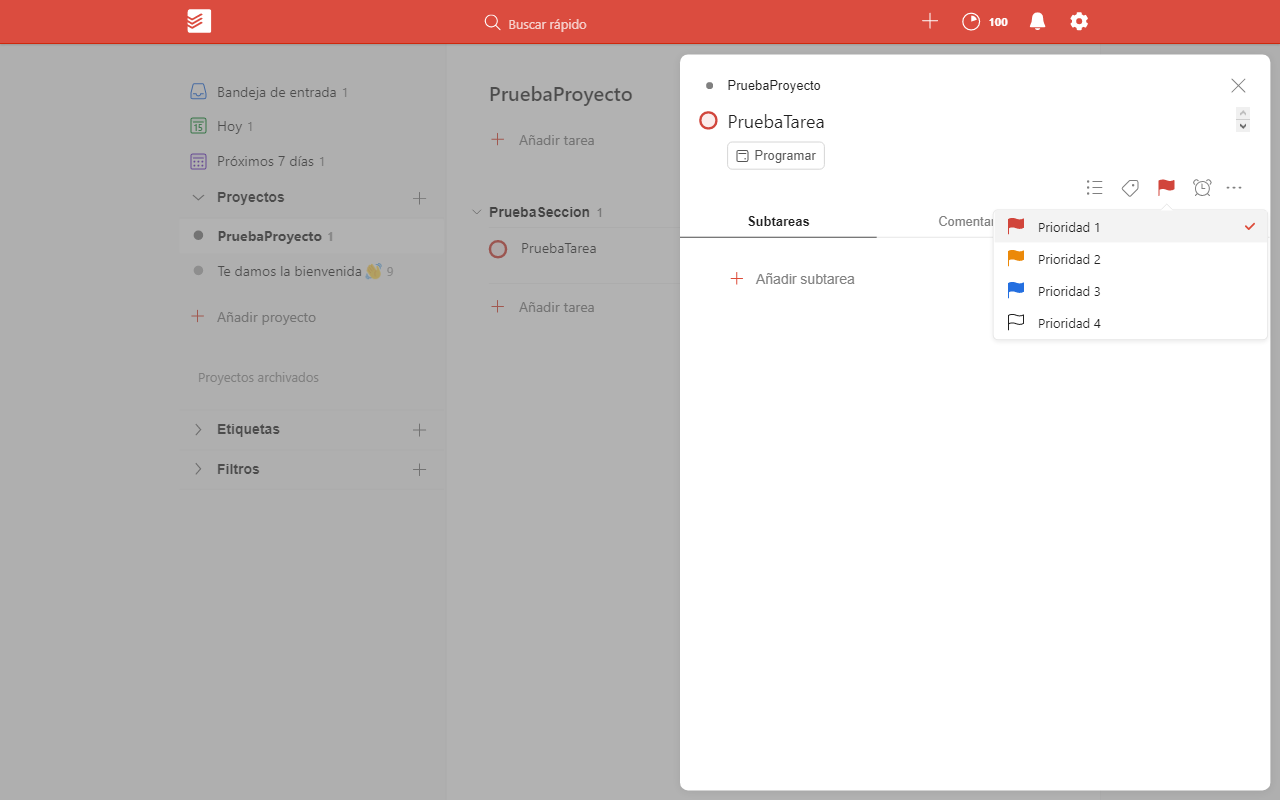 Buscar rápido
100
Bandeja de entrada 1
15
Hoy 1
Próximos 7 días 1
Proyectos
PruebaProyecto 1
Te damos la bienvenida 👋 9
Añadir proyecto
Proyectos archivados
Etiquetas
Filtros
PruebaProyecto
Añadir tarea
PruebaSeccion 1
PruebaTarea
Añadir tarea
PruebaProyecto
PruebaTarea
Programar
Subtareas
Comentar
Añadir subtarea
Prioridad 1
Prioridad 2
Prioridad 3
Prioridad 4